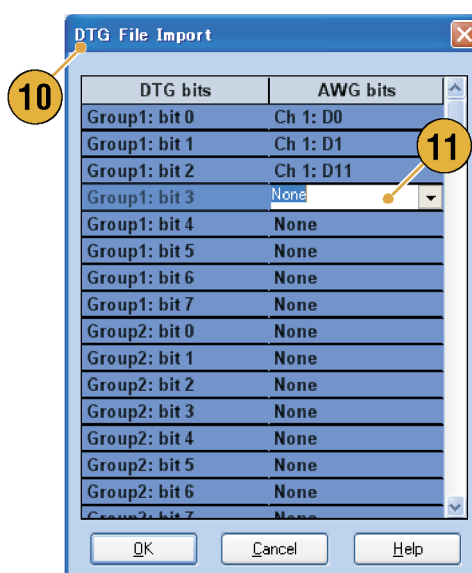 DTG File Import
10
DTG bits AWG bits
Group1: bit 0 Ch 1: D0
Group1: bit 1 Ch 1: D1
11
Group1: bit 2 Ch 1: D11
Group1: bit 3 None
Group1: bit 4 None
Group1: bit 5 None
Group1: bit 6 None
Group1: bit 7 None
Group2: bit 0 None
Group2: bit 1 None
Group2: bit 2 None
Group2: bit 3 None
Group2: bit 4 None
Group2: bit 5 None
Group2: bit 6 None
Group2: bit 7 None
OK Cancel Help